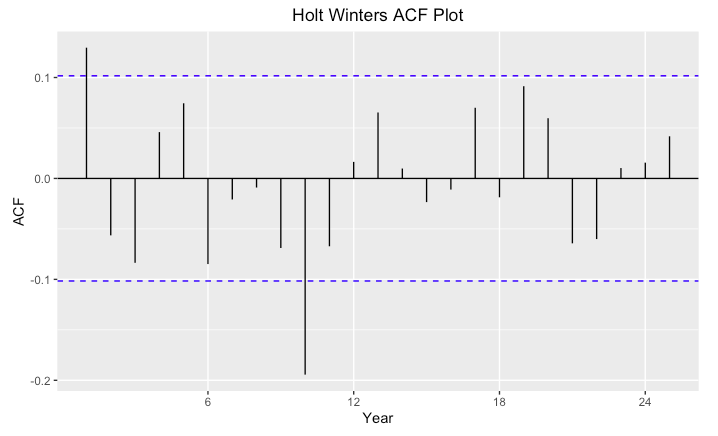 Holt Winters ACF Plot
ACF
0.1
0.0
-0.1
-0.2
6 12 18 24
Year